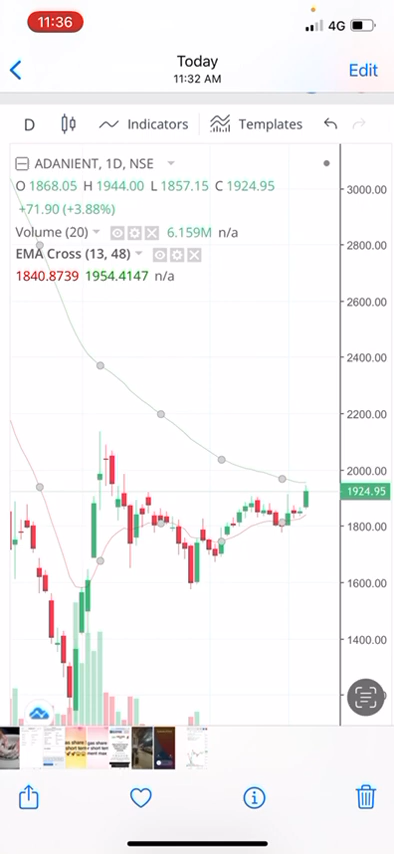 11:36
4G
Today
11:32 AM
Edit
D
Indicators
Templates
ADANIENT, 1D, NSE
O 1868.05 H 1944.00 L 1857.15 C 1924.95
+71.90 (+3.88%)
Volume (20)
6.159M n/a
EMA Cross (13, 48)
1840.8739 1954.4147 n/a
3000.00
2800.00
2600.00
2400.00
2200.00
2000.00
1924.95
1800.00
1600.00
1400.00